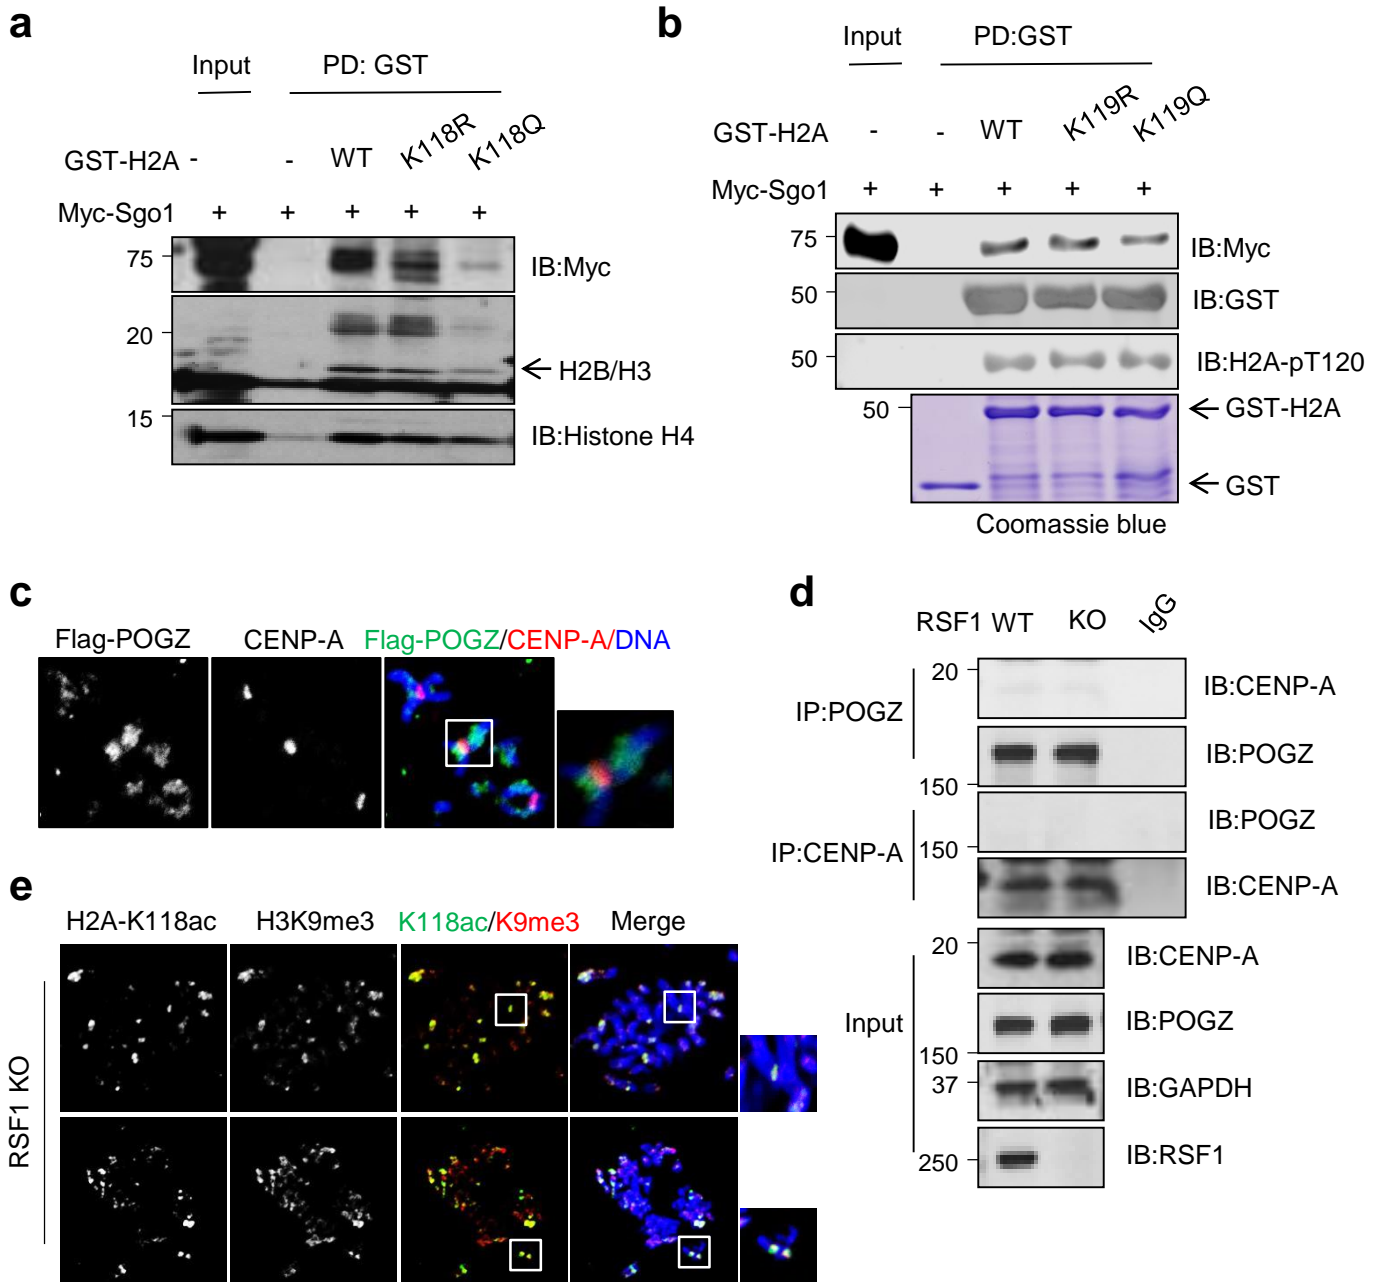 a
Input PD: GST
GST-H2A - - WT K118R K118Q
Myc-Sgo1 + + + + +
75 IB:Myc
20
H2B/H3
15 IB:Histone H4
b
Input PD:GST
GST-H2A - - WT K119R K119Q
Myc-Sgo1 + + + + +
75 IB:Myc
50 IB:GST
50 IB:H2A-pT120
50 GST-H2A
GST
Coomassie blue
c
Flag-POGZ CENP-A Flag-POGZ/CENP-A/DNA
d
RSF1 WT KO IgG
20 IB:CENP-A
IP:POGZ
IB:POGZ
150
IB:POGZ
IP:CENP-A 150
IB:CENP-A
20 IB:CENP-A
Input IB:POGZ
150
37 IB:GAPDH
250 IB:RSF1
e
H2A-K118ac H3K9me3 K118ac/K9me3 Merge
RSF1 KO